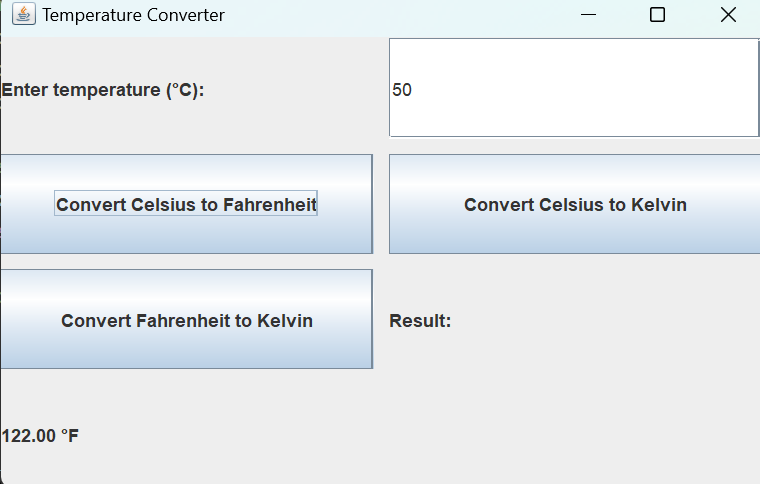 Temperature Converter
Enter temperature (°C):
50
Convert Celsius to Fahrenheit
Convert Celsius to Kelvin
Convert Fahrenheit to Kelvin
Result:
122.00 °F